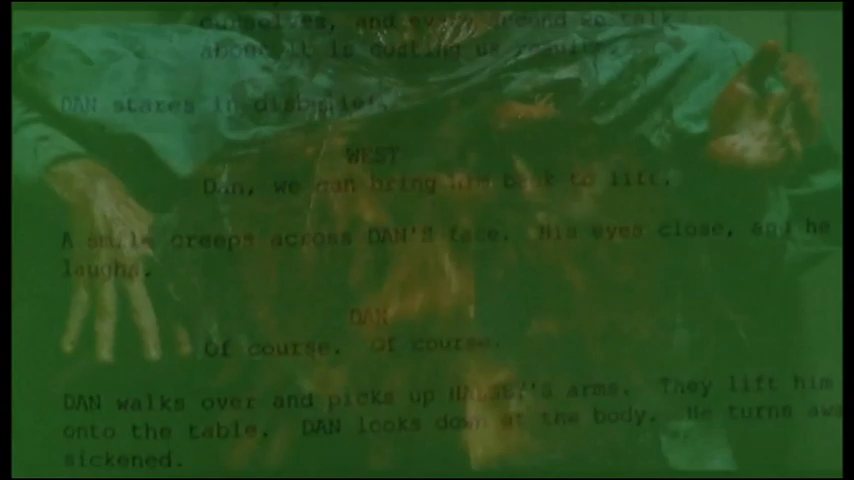 ourselves, and every second we talk
about it is costing us results.
DAN stares in disbelief.
WEST
Dan, we can bring him back to life.
A smile creeps across DAN'S face. His eyes close, and he
laughs.
DAN
Of course. Of course.
DAN walks over and picks up HALSEY'S arms. They lift him
onto the table. DAN looks down at the body. He turns awa
sickened.